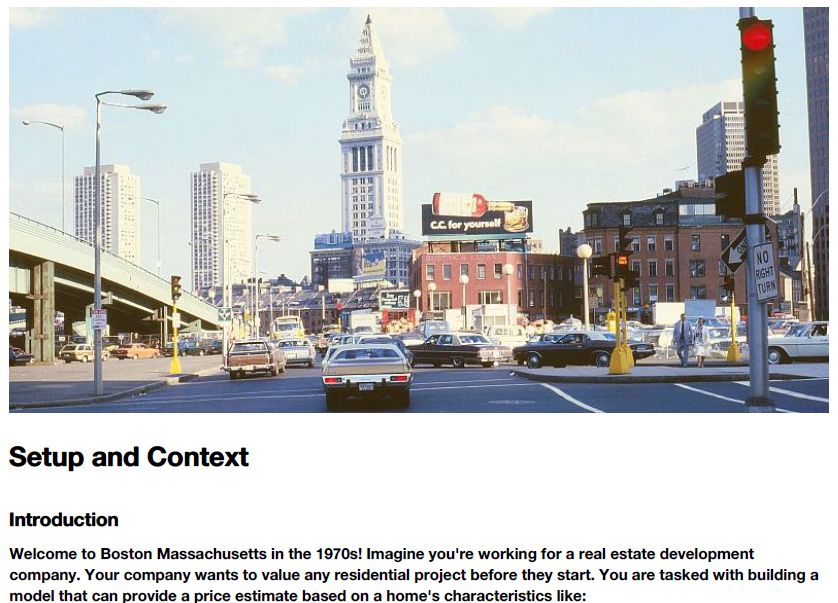 C.C. for yourself
NO
RIGHT
TURN
Setup and Context
Introduction
Welcome to Boston Massachusetts in the 1970s! Imagine you're working for a real estate development
company. Your company wants to value any residential project before they start. You are tasked with building a
model that can provide a price estimate based on a home's characteristics like: